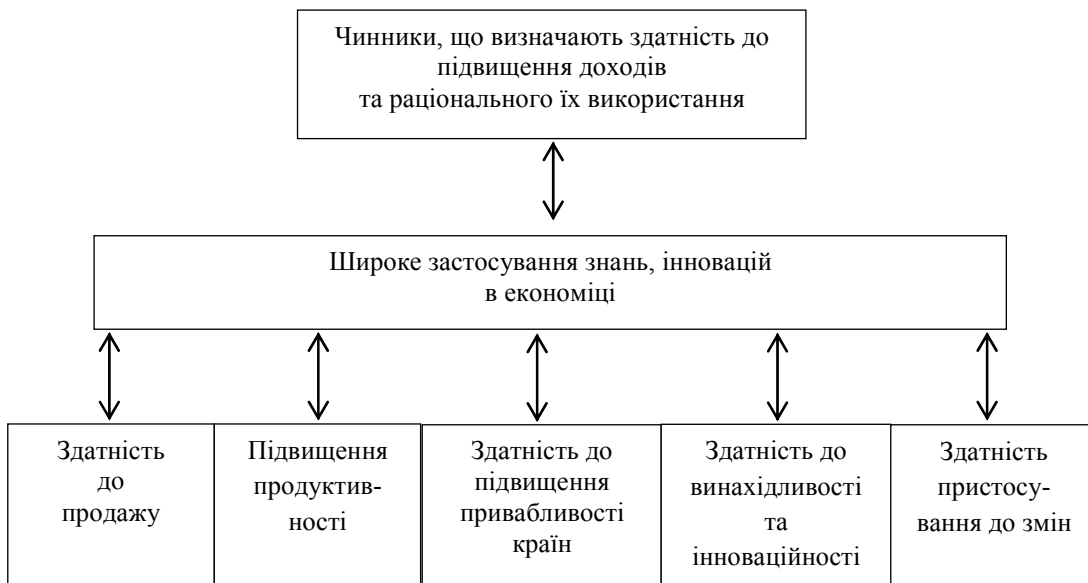 Чинники, що визначають здатність до
підвищення доходів
та раціонального їх використання
Широке застосування знань, інновацій
в економіці
Здатність
до
продажу
Підвищення
продуктив-
ності
Здатність до
підвищення
привабливості
країн
Здатність до
винахідливості
та
інноваційності
Здатність
пристосу-
вання до змін